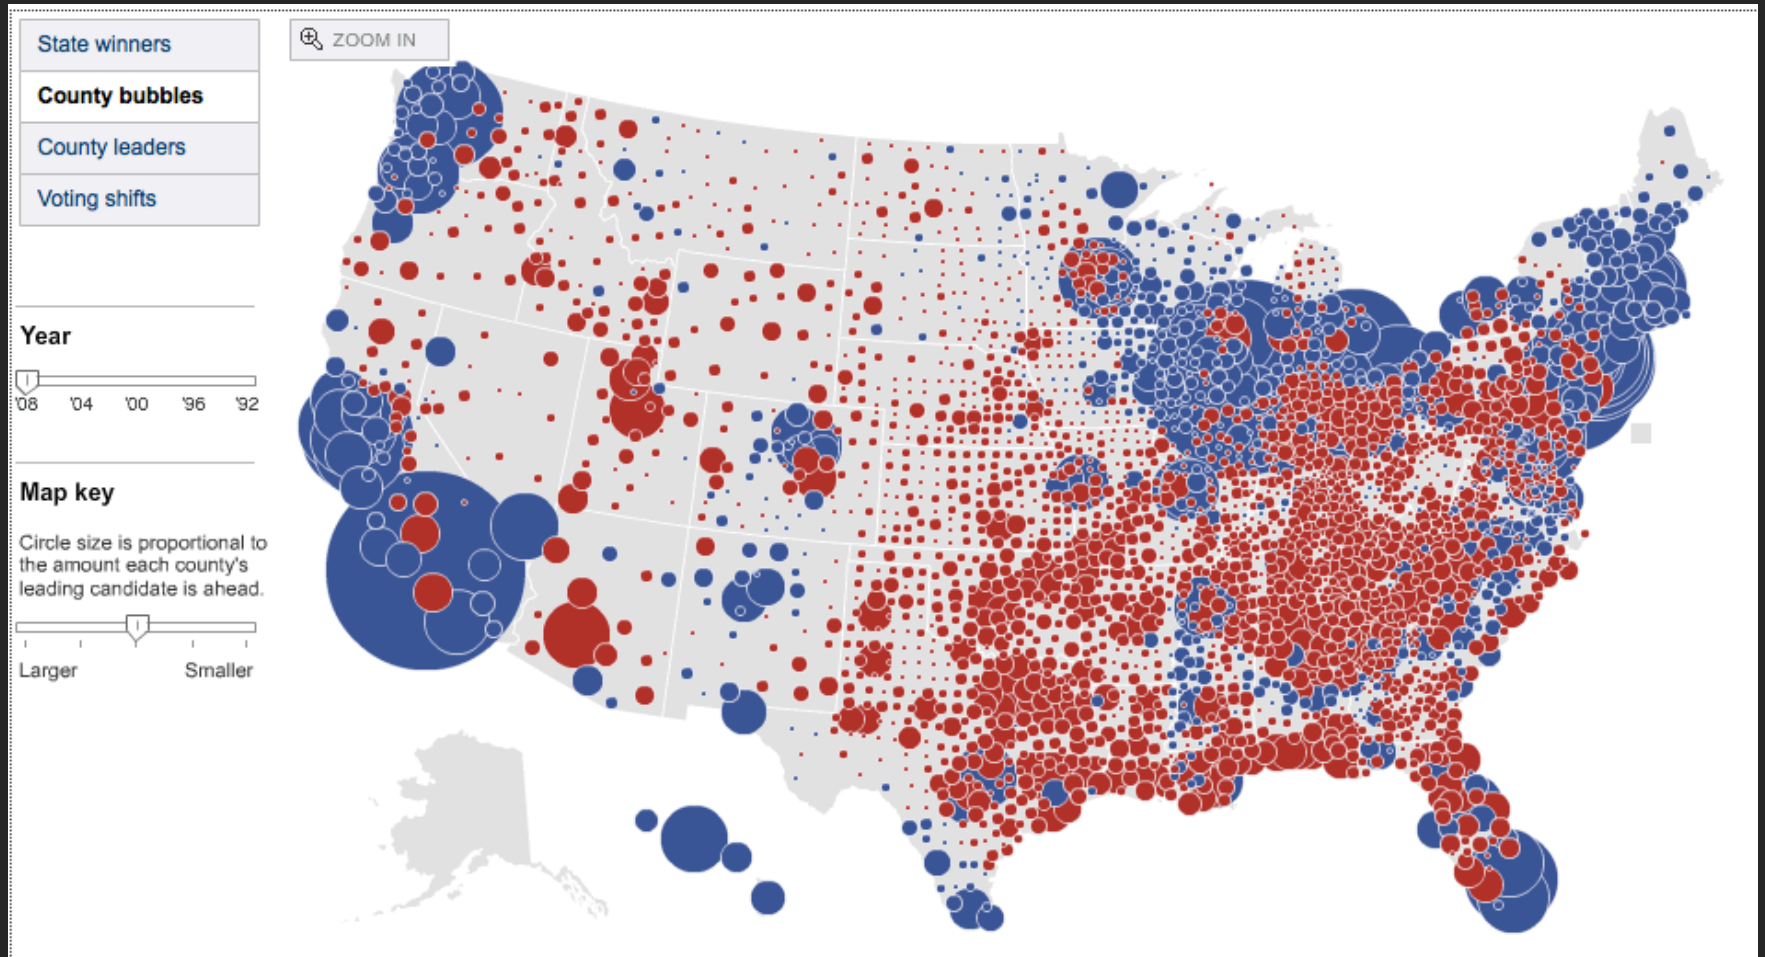 State winners
County bubbles
County leaders
Voting shifts
ZOOM IN
Year
'08 '04 '00 '96 '92
Map key
Circle size is proportional to
the amount each county's
leading candidate is ahead.
Larger Smaller